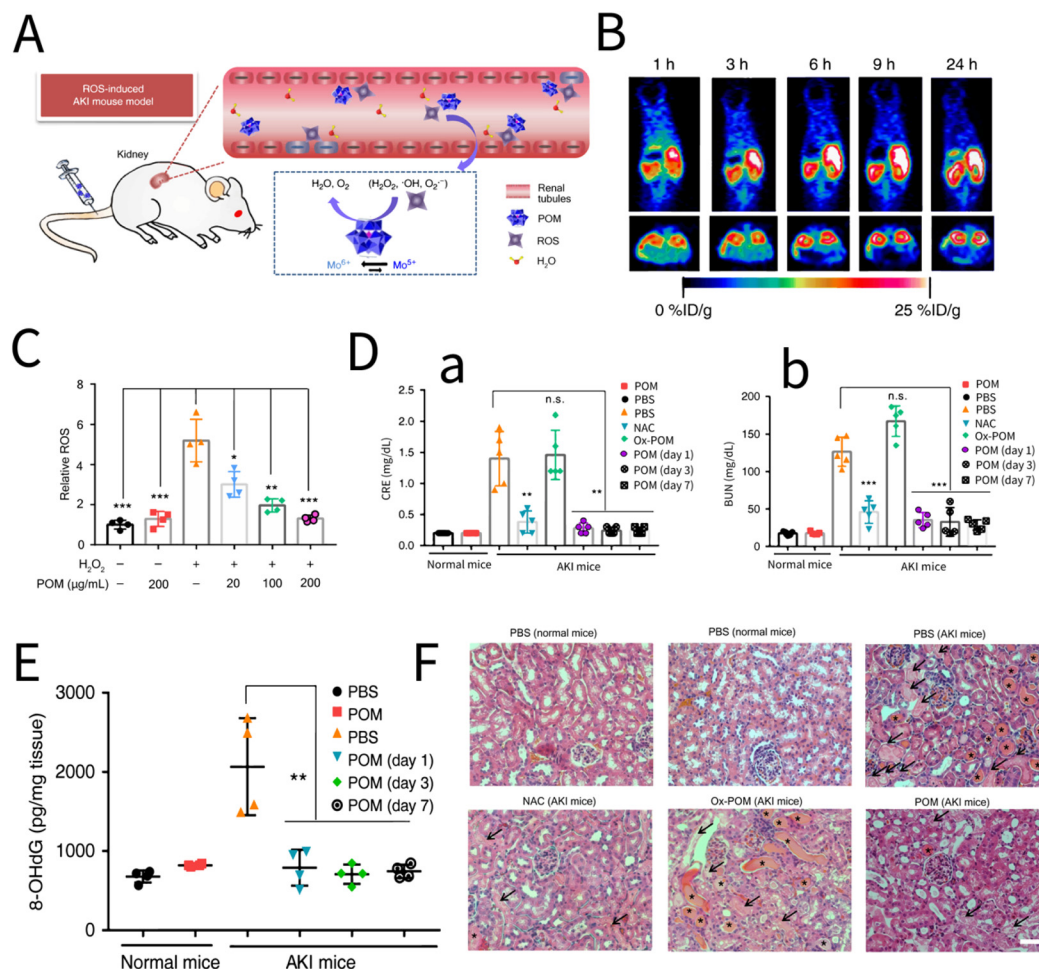 A
ROS-induced
AKI mouse model
Kidney
H₂O, O₂
(H₂O₂, ·OH, O₂·⁻)
Mo⁶⁺
Mo⁵⁺
Renal
tubules
POM
ROS
H₂O
B
1 h
3 h
6 h
9 h
24 h
0 %ID/g
25 %ID/g
C
Relative ROS
8
6
4
2
0
***
***
*
**
***
H₂O₂
–
–
+
+
+
+
POM (µg/mL)
–
200
–
20
100
200
D
a
CRE (mg/dL)
2.5
2.0
1.5
1.0
0.5
0.0
n.s.
**
**
POM
PBS
PBS
NAC
Ox-POM
POM (day 1)
POM (day 3)
POM (day 7)
Normal mice
AKI mice
b
BUN (mg/dL)
200
150
100
50
0
n.s.
***
***
POM
PBS
PBS
NAC
Ox-POM
POM (day 1)
POM (day 3)
POM (day 7)
Normal mice
AKI mice
E
8-OHdG (pg/mg tissue)
3000
2000
1000
0
**
PBS
POM
PBS
POM (day 1)
POM (day 3)
POM (day 7)
Normal mice
AKI mice
F
PBS (normal mice)
PBS (normal mice)
PBS (AKI mice)
NAC (AKI mice)
Ox-POM (AKI mice)
POM (AKI mice)